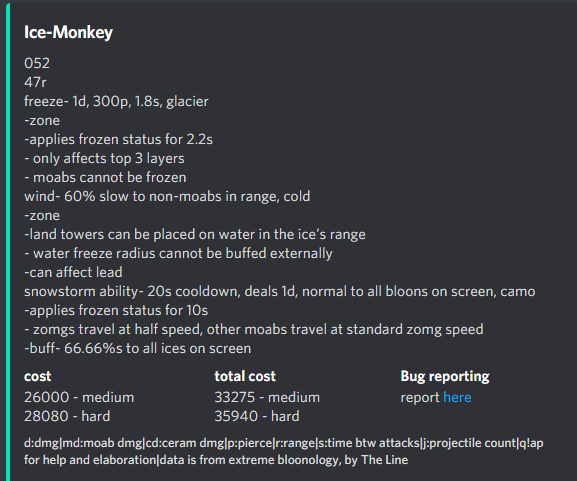 Ice-Monkey
052
47r
freeze- 1d, 300p, 1.8s, glacier
-zone
-applies frozen status for 2.2s
- only affects top 3 layers
- moabs cannot be frozen
wind- 60% slow to non-moabs in range, cold
-zone
-land towers can be placed on water in the ice's range
- water freeze radius cannot be buffed externally
-can affect lead
snowstorm ability- 20s cooldown, deals 1d, normal to all bloons on screen, camo
-applies frozen status for 10s
- zomgs travel at half speed, other moabs travel at standard zomg speed
-buff- 66.66%s to all ices on screen
cost total cost Bug reporting
26000 - medium 33275 - medium report here
28080 - hard 35940 - hard
d:dmg|md:moab dmg|cd:ceram dmg|p:pierce|r:range|s:time btw attacks|j:projectile count|q!ap
for help and elaboration|data is from extreme bloonology, by The Line